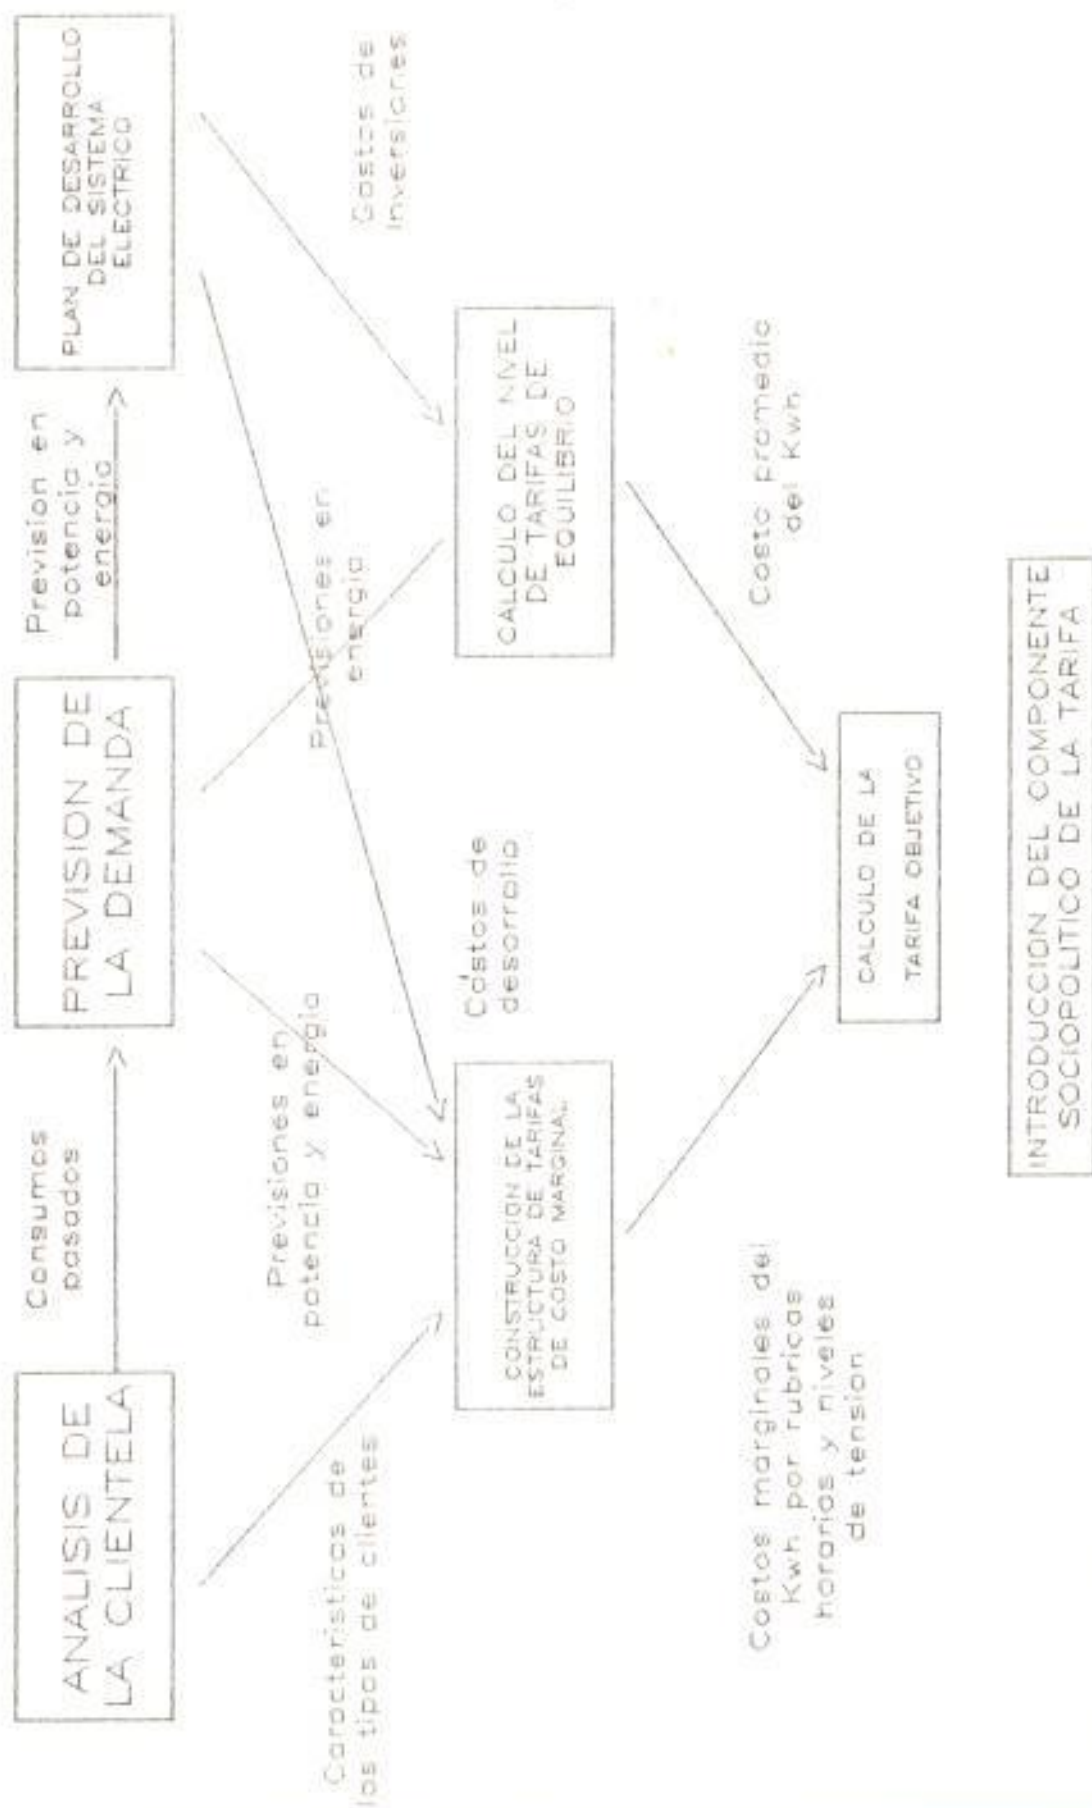 ANALISIS DE
LA CLIENTELA
Consumos
pasados
PREVISION DE
LA DEMANDA
Prevision en
potencia y
energia
PLAN DE DESARROLLO
DEL SISTEMA
ELECTRICO
Caracteristicas de
los tipos de clientes
Previsiones en
potencia y energia
Previsiones en
energia
Costos de
inversiones
Costos de
desorrollo
CONSTRUCCION DE LA
ESTRUCTURA DE TARIFAS
DE COSTO MARGINAL
CALCULO DEL NIVEL
DE TARIFAS DE
EQUILIBRIO
Costos marginales del
Kwh por rubricas
horarias y niveles
de tension
Costo promedio
del Kwh
CALCULO DE LA
TARIFA OBJETIVO
INTRODUCCION DEL COMPONENTE
SOCIOPOLITICO DE LA TARIFA